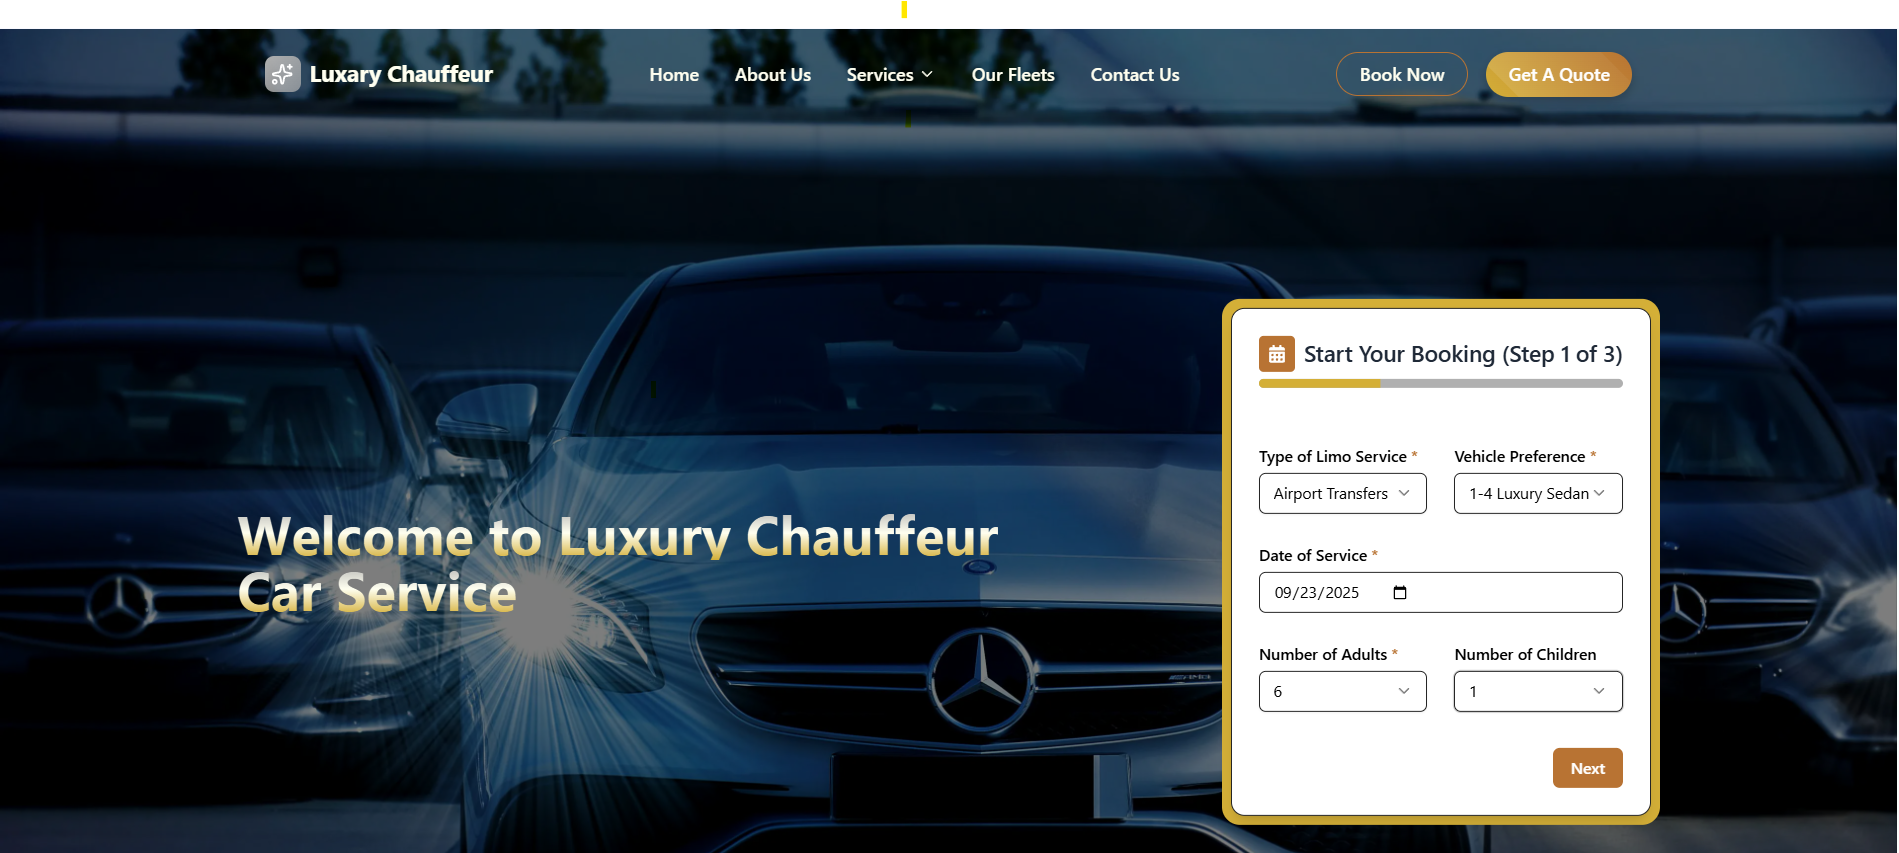 Luxary Chauffeur
Home About Us Services Our Fleets Contact Us
Book Now Get A Quote
Welcome to Luxury Chauffeur
Car Service
Start Your Booking (Step 1 of 3)
Type of Limo Service * Vehicle Preference *
Airport Transfers 1-4 Luxury Sedan
Date of Service *
09/23/2025
Number of Adults * Number of Children
6 1
Next